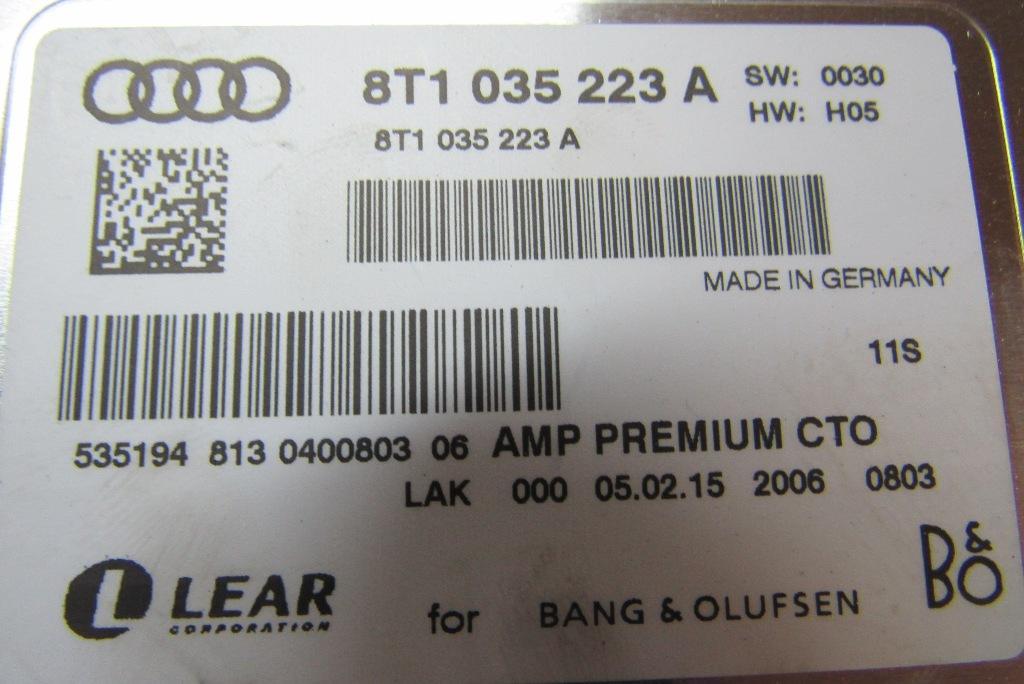 8T1 035 223 A SW: 0030
HW: H05
8T1 035 223 A
MADE IN GERMANY
11S
535194 813 0400803 06 AMP PREMIUM CTO
LAK 000 05.02.15 2006 0803
LEAR
CORPORATION
for BANG & OLUFSEN
B&O